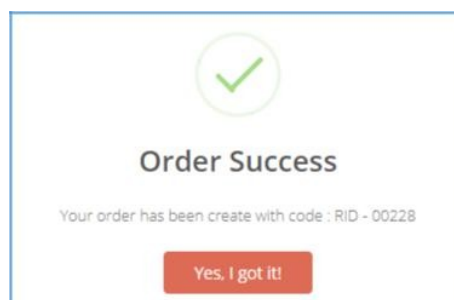 Order Success
Your order has been create with code : RID - 00228
Yes, I got it!